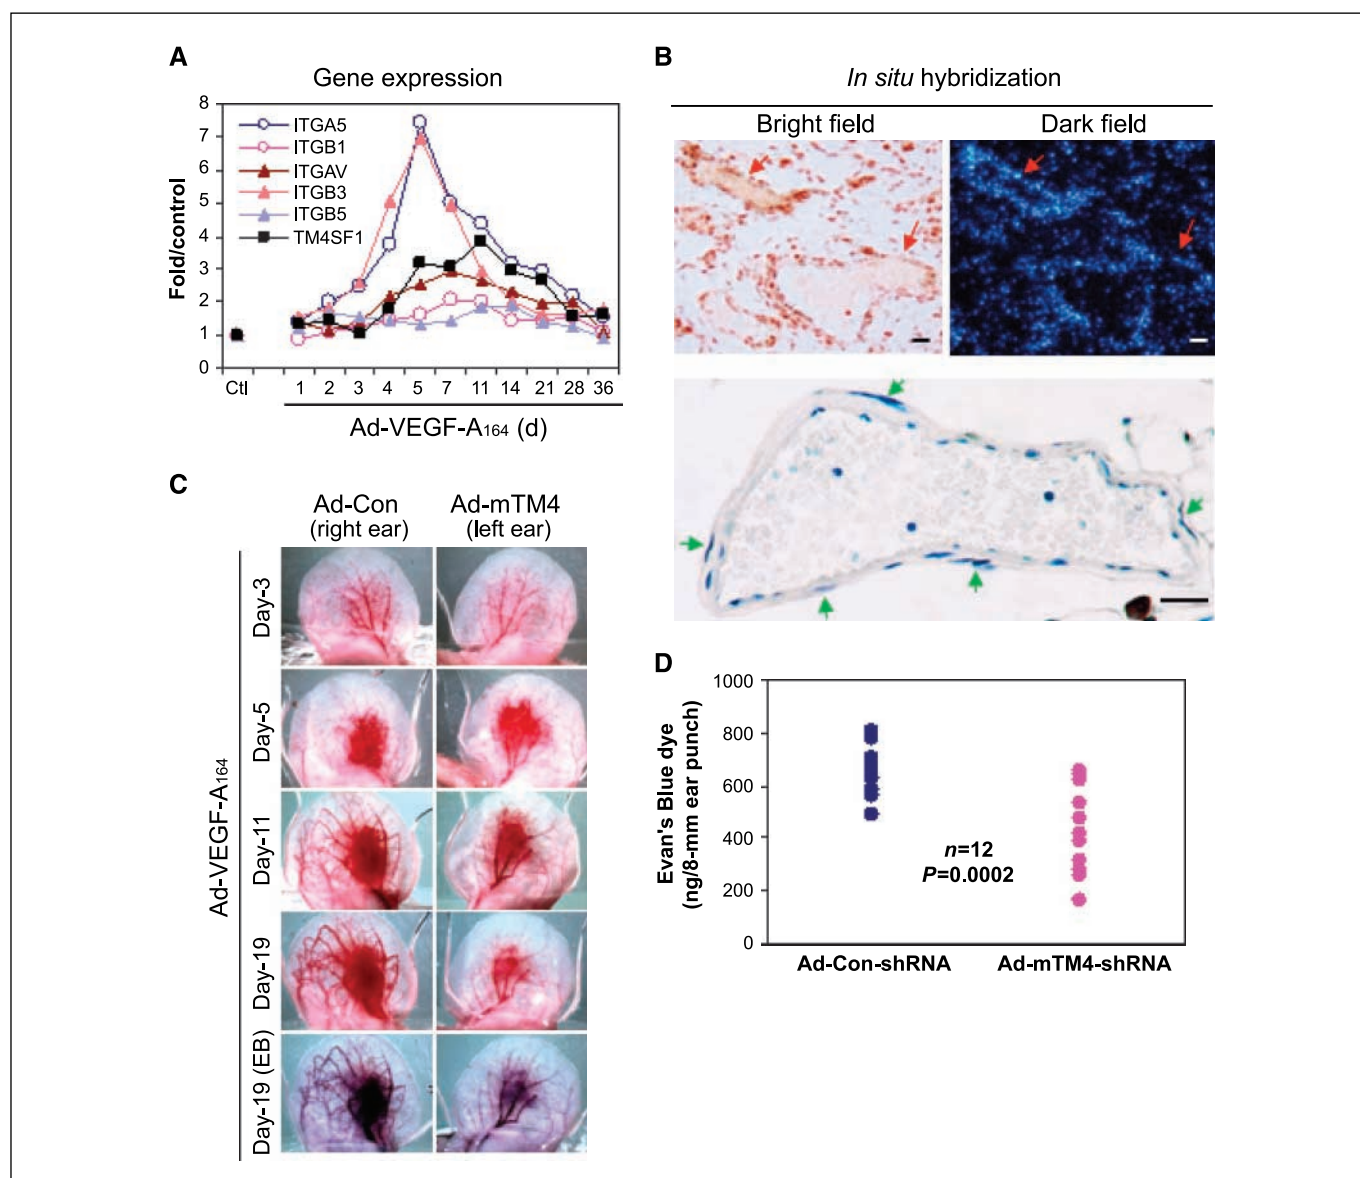 A
Gene expression
Fold/control
8
7
6
5
4
3
2
1
0
ITGA5
ITGB1
ITGAV
ITGB3
ITGB5
TM4SF1
Ctl 1 2 3 4 5 7 11 14 21 28 36
Ad-VEGF-A164 (d)
B
In situ hybridization
Bright field Dark field
C
Ad-Con Ad-mTM4
(right ear) (left ear)
Ad-VEGF-A164
Day-3
Day-5
Day-11
Day-19
Day-19 (EB)
D
Evan's Blue dye
(ng/8-mm ear punch)
1000
800
600
400
200
0
n=12
P=0.0002
Ad-Con-shRNA Ad-mTM4-shRNA